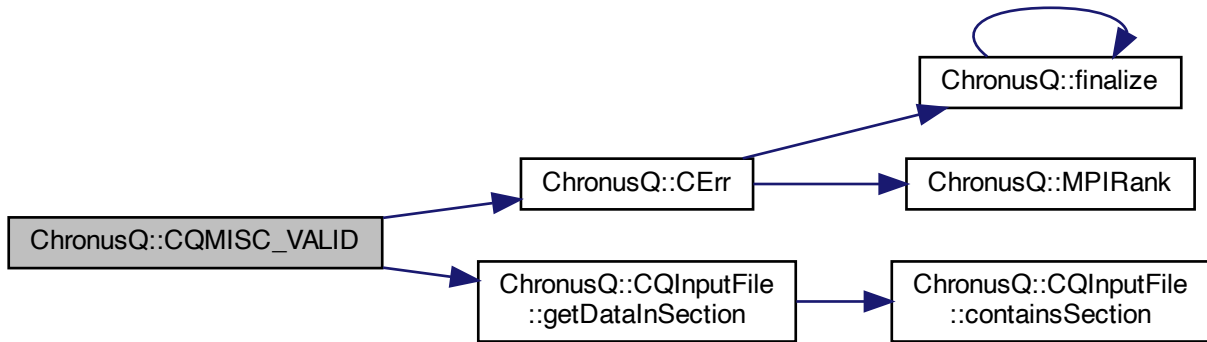 ChronusQ::finalize
ChronusQ::CErr
ChronusQ::MPIRank
ChronusQ::CQMISC_VALID
ChronusQ::CQInputFile
::getDataInSection
ChronusQ::CQInputFile
::containsSection